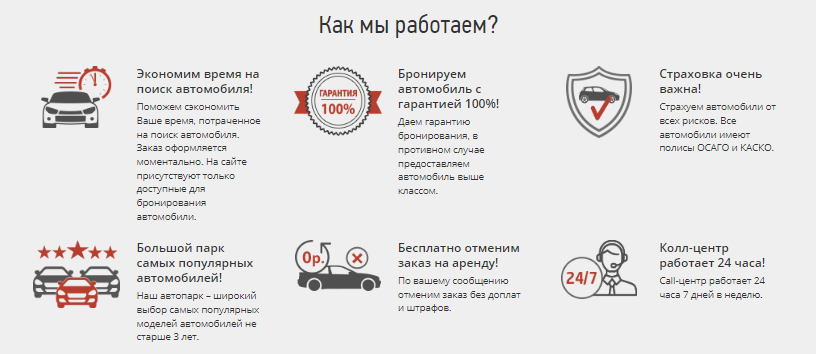 Как мы работаем?
Экономим время на
поиск автомобиля!
Поможем сэкономить
Ваше время, потраченное
на поиск автомобиля.
Заказ оформляется
моментально. На сайте
присутствуют только
доступные для
бронирования
автомобили.
ГАРАНТИЯ
100%
Бронируем
автомобиль с
гарантией 100%!
Даем гарантию
бронирования, в
противном случае
предоставляем
автомобиль выше
классом.
Страховка очень
важна!
Страхуем автомобили от
всех рисков. Все
автомобили имеют
полисы ОСАГО и КАСКО.
Большой парк
самых популярных
автомобилей!
Наш автопарк – широкий
выбор самых популярных
моделей автомобилей не
старше 3 лет.
0р.
Бесплатно отменим
заказ на аренду!
По вашему сообщению
отменим заказ без доплат
и штрафов.
24/7
Колл-центр
работает 24 часа!
Call-центр работает 24
часа 7 дней в неделю.